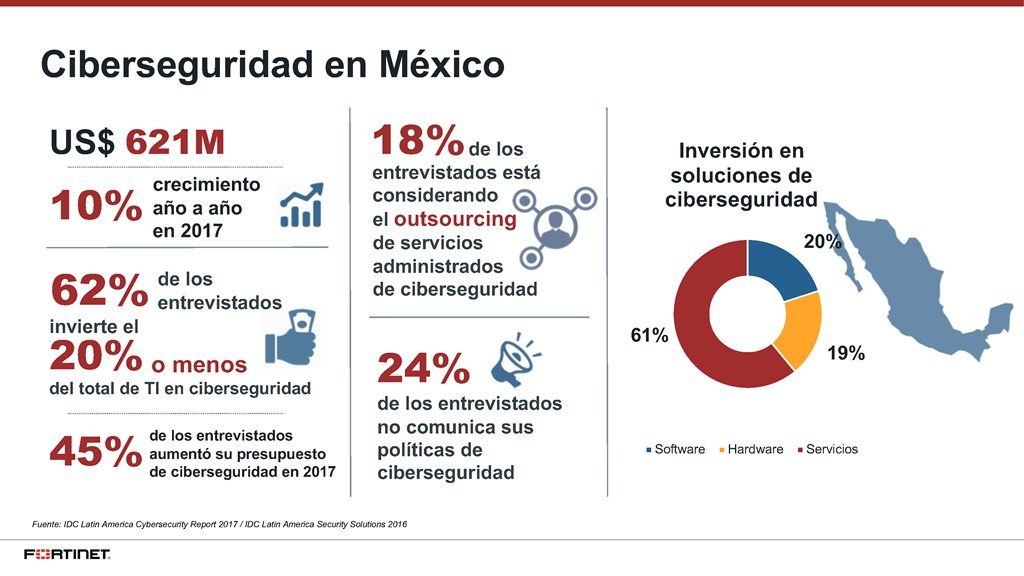 Ciberseguridad en México
US$ 621M
10% crecimiento
año a año
en 2017
62% de los
entrevistados
invierte el
20% o menos
del total de TI en ciberseguridad
45% de los entrevistados
aumentó su presupuesto
de ciberseguridad en 2017
18% de los
entrevistados está
considerando
el outsourcing
de servicios
administrados
de ciberseguridad
24%
de los entrevistados
no comunica sus
políticas de
ciberseguridad
Inversión en
soluciones de
ciberseguridad
20%
61%
19%
Software Hardware Servicios
Fuente: IDC Latin America Cybersecurity Report 2017 / IDC Latin America Security Solutions 2016
FORTINET